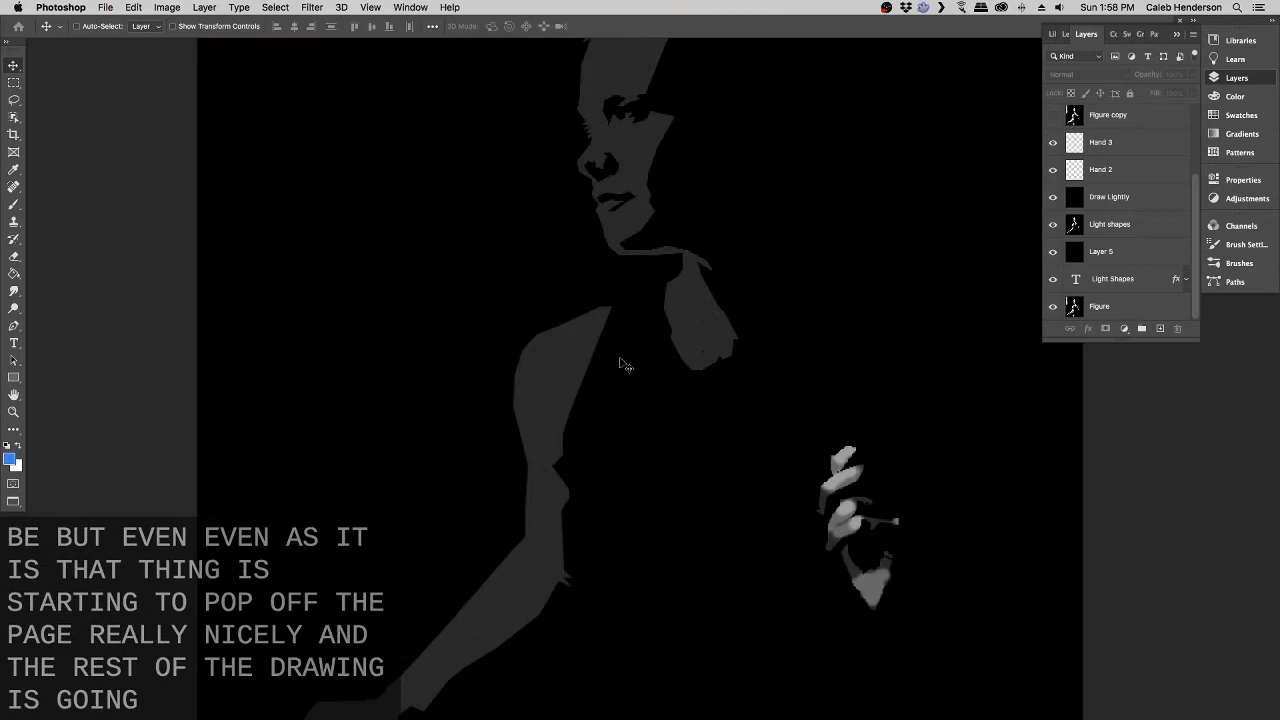 Photoshop File Edit Image Layer Type Select Filter 3D View Window Help Sun 1:58 PM Caleb Henderson
Auto-Select: Layer Show Transform Controls 3D Mode:
Layers
Kind
Normal Opacity: 100%
Lock: Fill: 100%
Figure copy
Hand 3
Hand 2
Draw Lightly
Light shapes
Layer 5
T Light Shapes fx
Figure
fx
Libraries
Learn
Layers
Color
Swatches
Gradients
Patterns
Properties
Adjustments
Channels
Brush Setti...
Brushes
Paths
BE BUT EVEN EVEN AS IT
IS THAT THING IS
STARTING TO POP OFF THE
PAGE REALLY NICELY AND
THE REST OF THE DRAWING
IS GOING